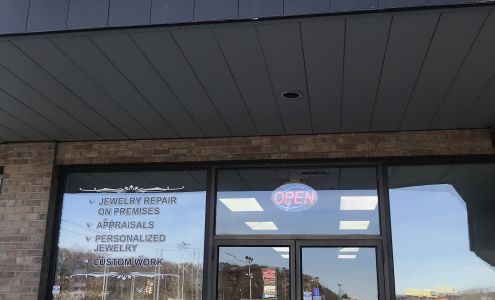 JEWELRY REPAIR
ON PREMISES
APPRAISALS
PERSONALIZED
JEWELRY
CUSTOM WORK
OPEN